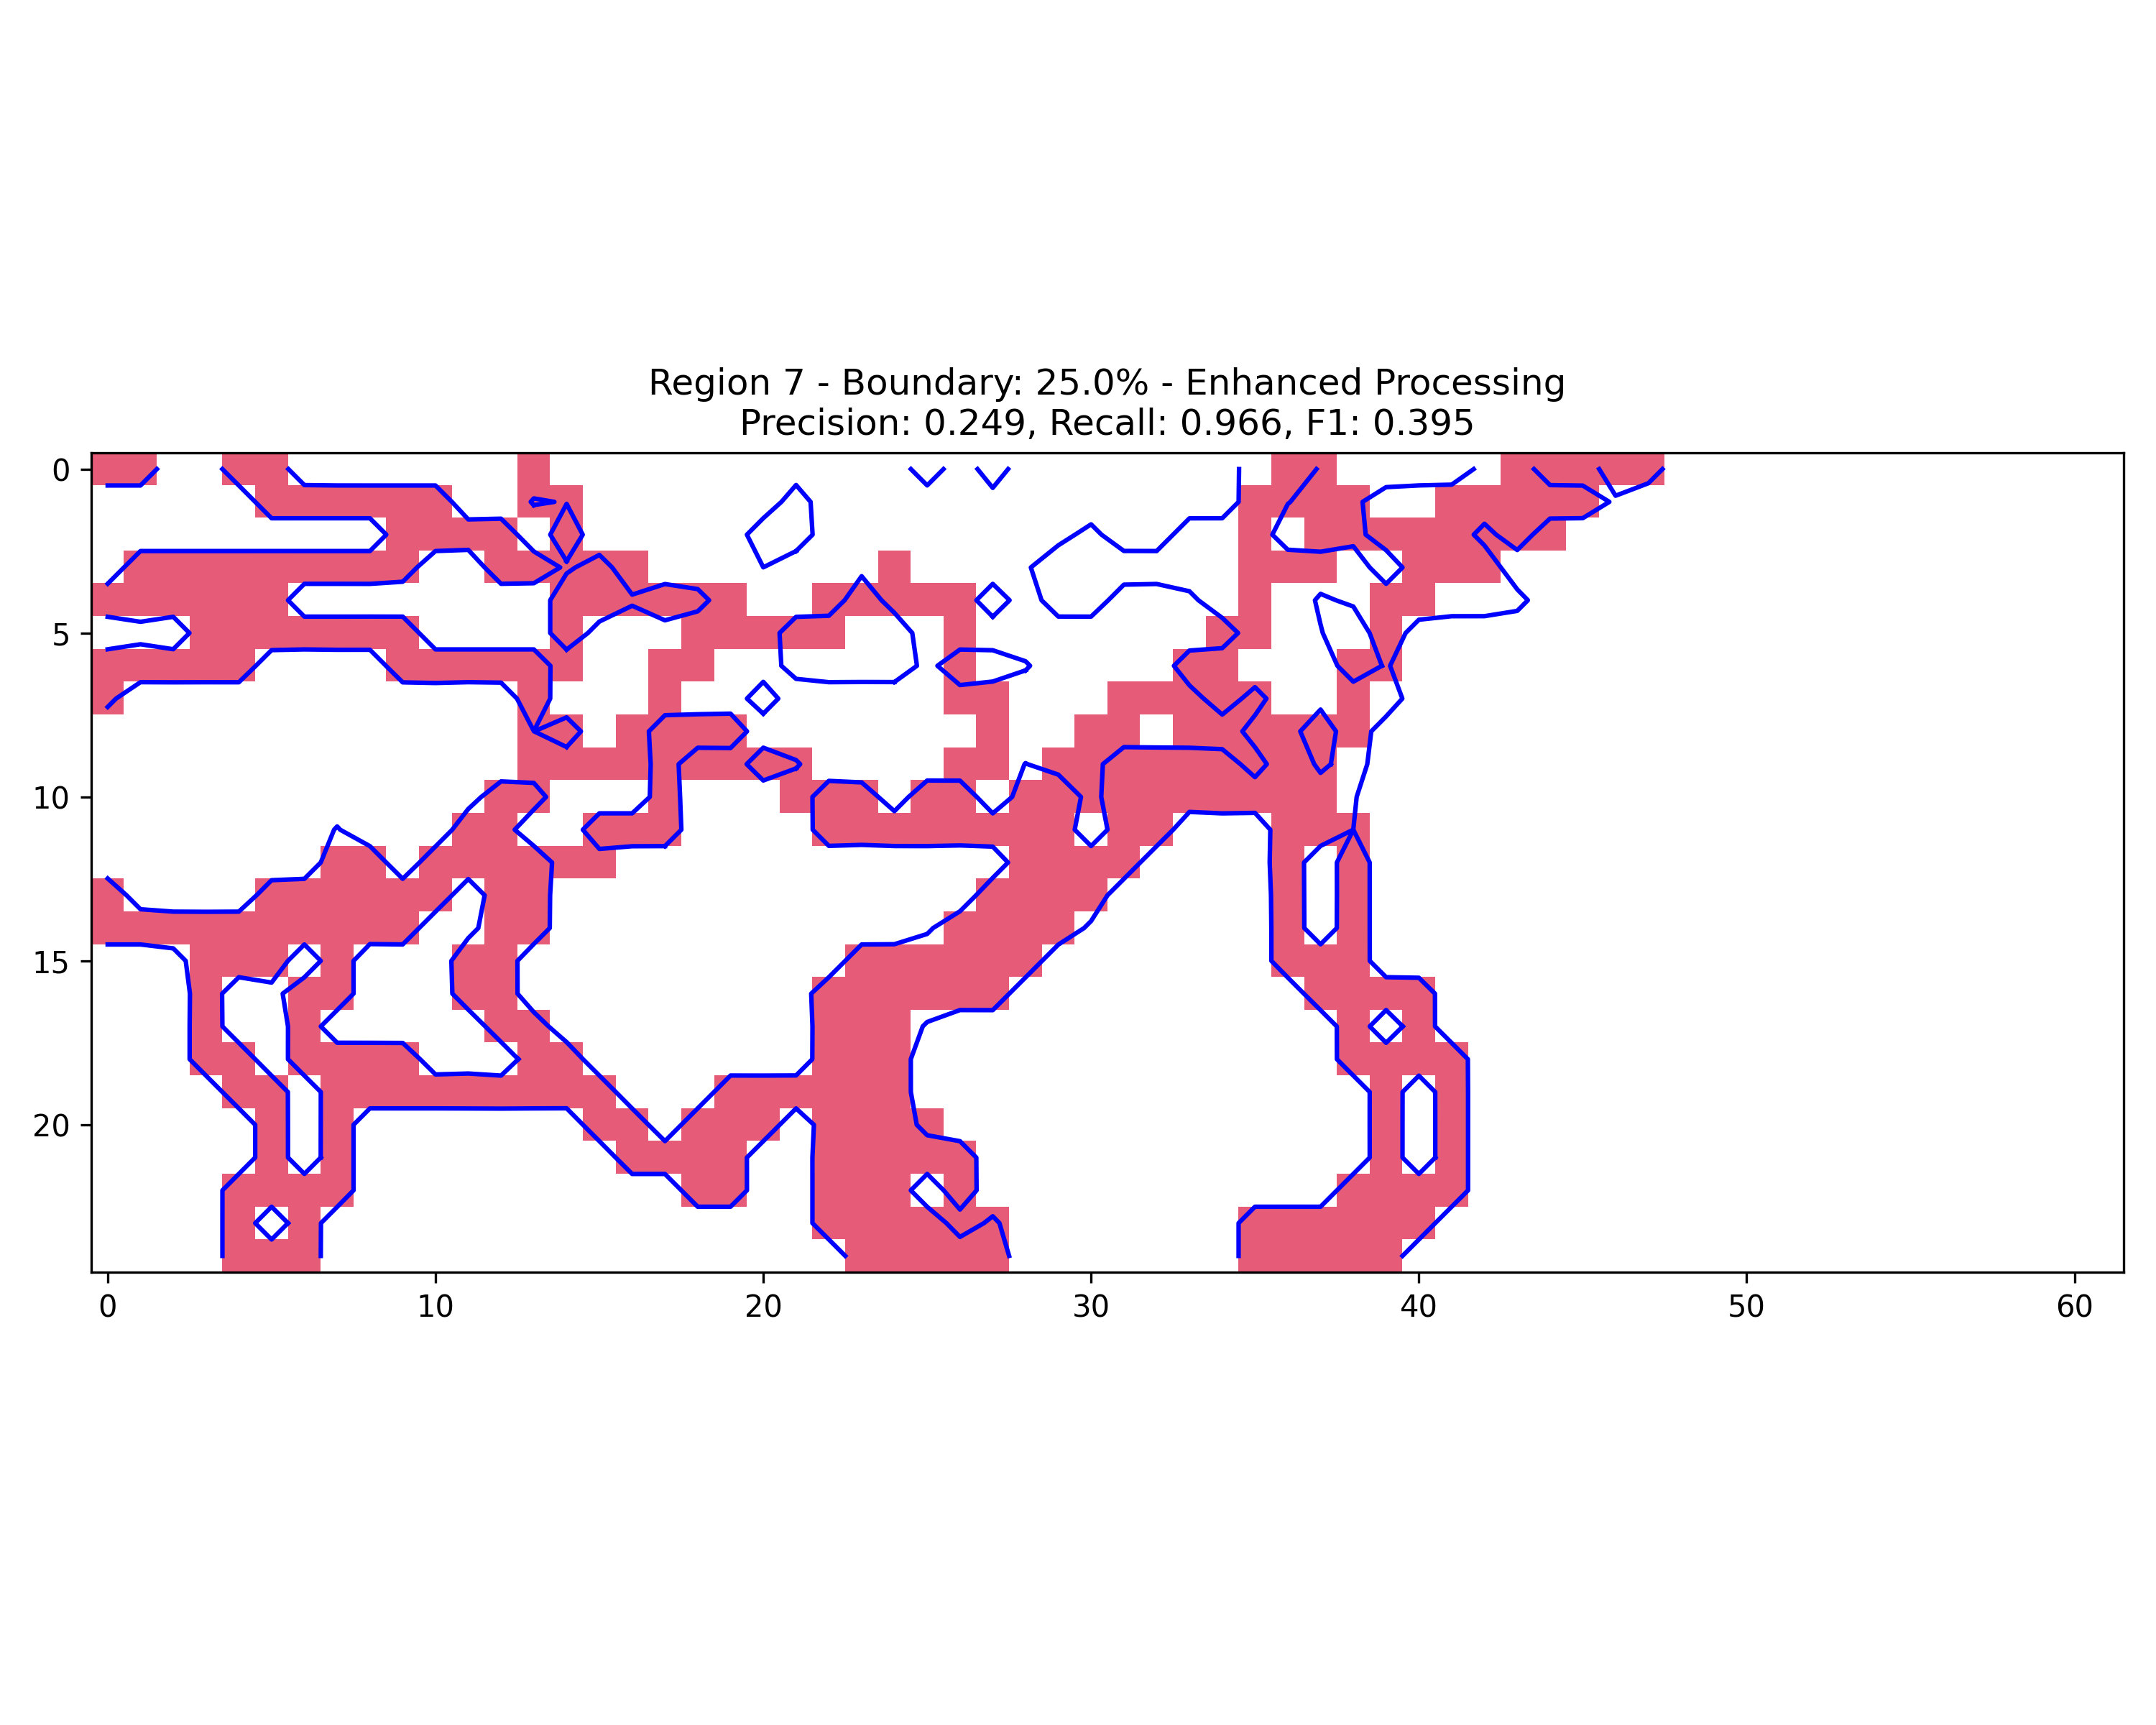 Region 7 - Boundary: 25.0% - Enhanced Processing
Precision: 0.249, Recall: 0.966, F1: 0.395
0
5
10
15
20
0 10 20 30 40 50 60